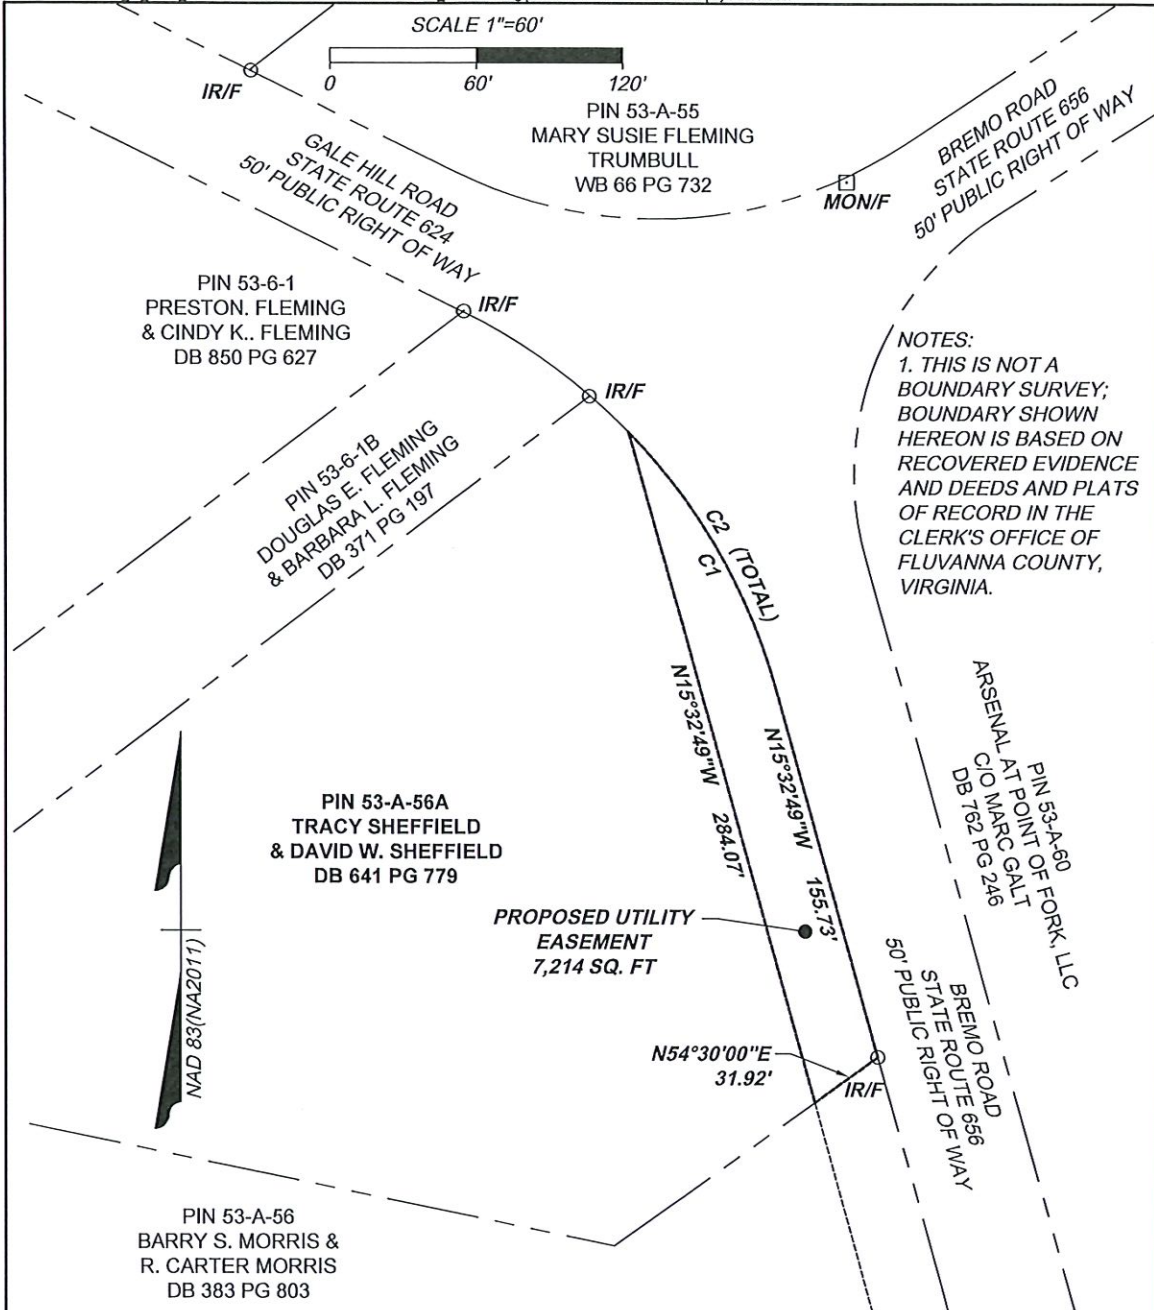 SCALE 1"=60'
0 60' 120'
IR/F
PIN 53-A-55
MARY SUSIE FLEMING
TRUMBULL
WB 66 PG 732
BREMO ROAD
STATE ROUTE 656
50' PUBLIC RIGHT OF WAY
MON/F
GALE HILL ROAD
STATE ROUTE 624
50' PUBLIC RIGHT OF WAY
PIN 53-6-1
PRESTON. FLEMING
& CINDY K.. FLEMING
DB 850 PG 627
IR/F
NOTES:
1. THIS IS NOT A
BOUNDARY SURVEY;
BOUNDARY SHOWN
HEREON IS BASED ON
RECOVERED EVIDENCE
AND DEEDS AND PLATS
OF RECORD IN THE
CLERK'S OFFICE OF
FLUVANNA COUNTY,
VIRGINIA.
IR/F
PIN 53-6-1B
DOUGLAS E. FLEMING
& BARBARA L. FLEMING
DB 371 PG 197
C2 (TOTAL)
C1
N15°32'49"W 284.07'
N15°32'49"W 155.73'
PIN 53-A-60
ARSENAL AT POINT OF FORK, LLC
C/O MARC GALT
DB 762 PG 246
PIN 53-A-56A
TRACY SHEFFIELD
& DAVID W. SHEFFIELD
DB 641 PG 779
PROPOSED UTILITY
EASEMENT
7,214 SQ. FT
NAD 83(NA2011)
N54°30'00"E
31.92'
IR/F
BREMO ROAD
STATE ROUTE 656
50' PUBLIC RIGHT OF WAY
PIN 53-A-56
BARRY S. MORRIS &
R. CARTER MORRIS
DB 383 PG 803